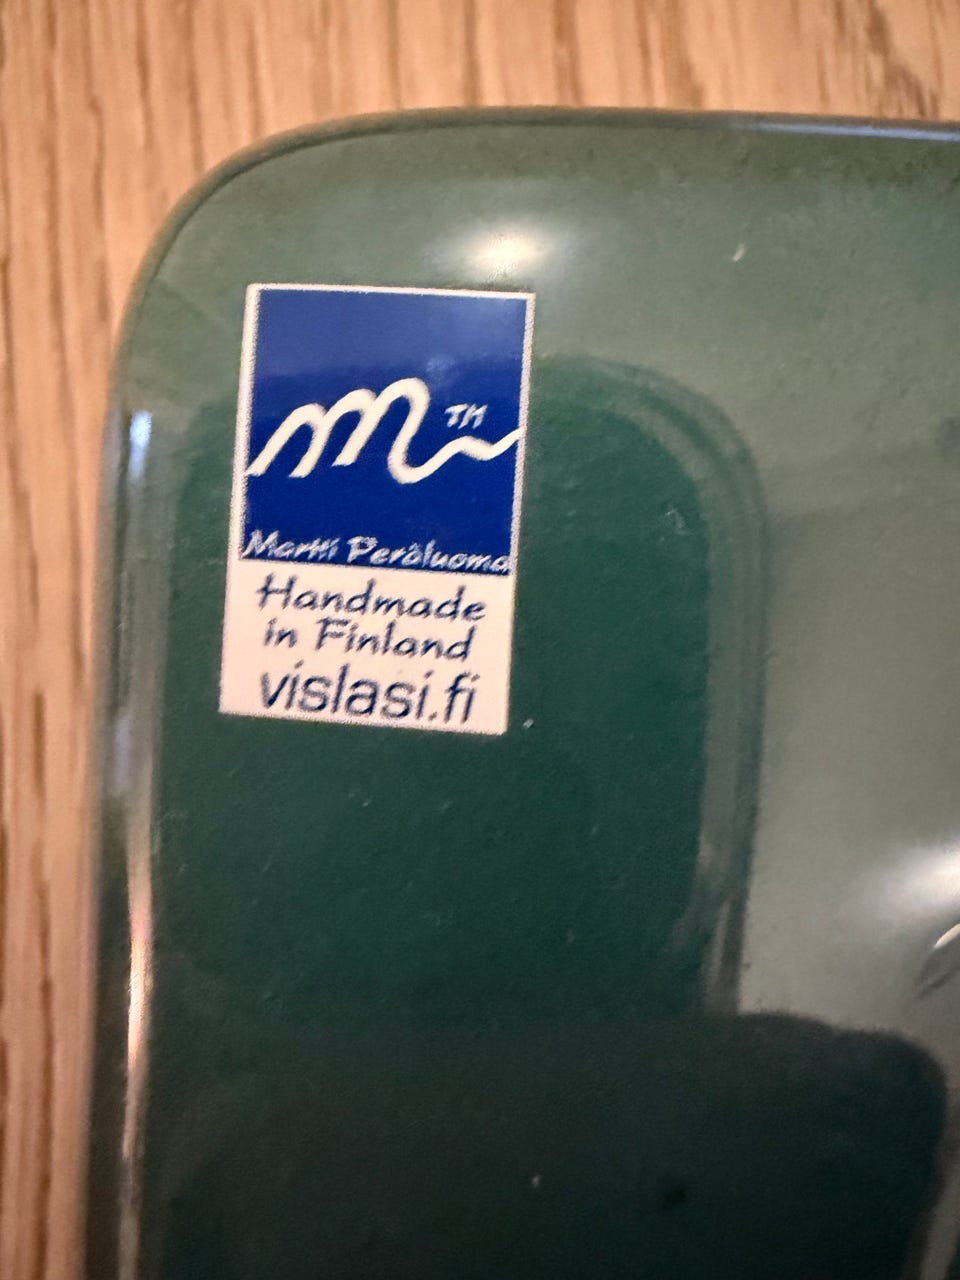 m TM
Martti Peräluoma
Handmade
in Finland
vislasi.fi